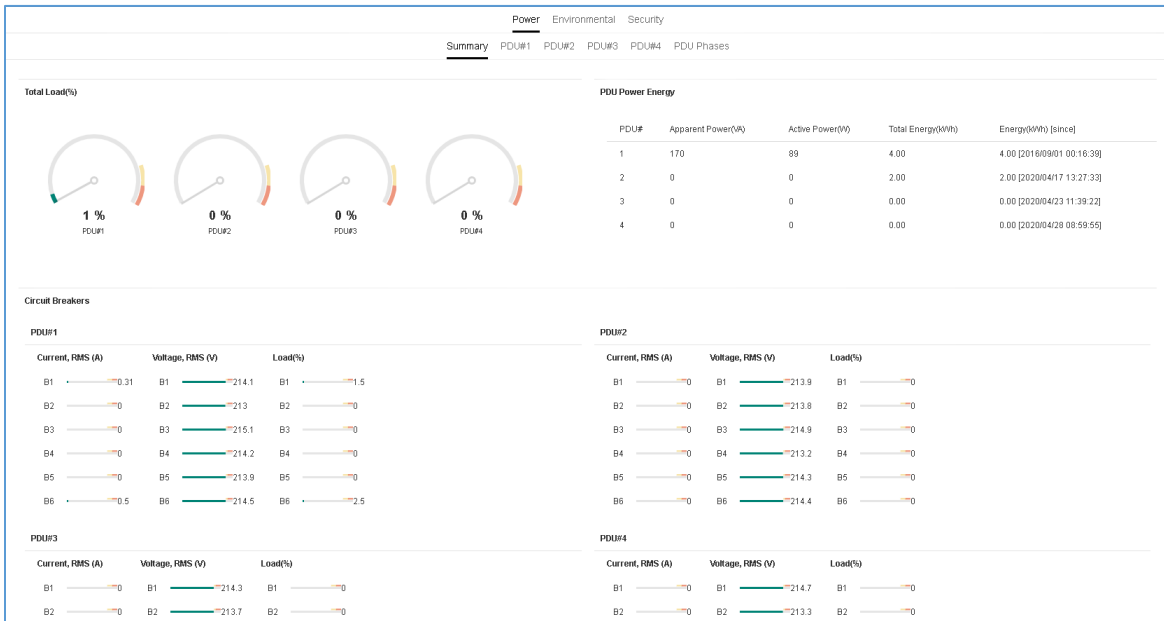 Power Environmental Security
Summary PDU#1 PDU#2 PDU#3 PDU#4 PDU Phases
Total Load(%)
1 % 0 % 0 % 0 %
PDU#1 PDU#2 PDU#3 PDU#4
PDU Power Energy
PDU# Apparent Power(VA) Active Power(W) Total Energy(kWh) Energy(kWh) [since]
1 170 89 4.00 4.00 [2016/09/01 00:16:39]
2 0 0 2.00 2.00 [2020/04/17 13:27:33]
3 0 0 0.00 0.00 [2020/04/23 11:39:22]
4 0 0 0.00 0.00 [2020/04/28 08:59:55]
Circuit Breakers
PDU#1
Current, RMS (A) Voltage, RMS (V) Load(%)
B1 0.31 B1 214.1 B1 1.5
B2 0 B2 213 B2 0
B3 0 B3 215.1 B3 0
B4 0 B4 214.2 B4 0
B5 0 B5 213.9 B5 0
B6 0.5 B6 214.5 B6 2.5
PDU#2
Current, RMS (A) Voltage, RMS (V) Load(%)
B1 0 B1 213.9 B1 0
B2 0 B2 213.8 B2 0
B3 0 B3 214.9 B3 0
B4 0 B4 213.2 B4 0
B5 0 B5 214.3 B5 0
B6 0 B6 214.4 B6 0
PDU#3
Current, RMS (A) Voltage, RMS (V) Load(%)
B1 0 B1 214.3 B1 0
B2 0 B2 213.7 B2 0
PDU#4
Current, RMS (A) Voltage, RMS (V) Load(%)
B1 0 B1 214.7 B1 0
B2 0 B2 213.3 B2 0